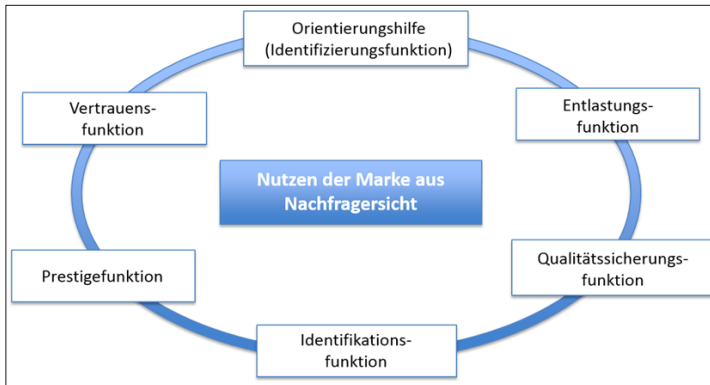 Orientierungshilfe
(Identifizierungsfunktion)
Vertrauens-
funktion
Entlastungs-
funktion
Nutzen der Marke aus
Nachfragersicht
Prestigefunktion
Qualitätssicherungs-
funktion
Identifikations-
funktion